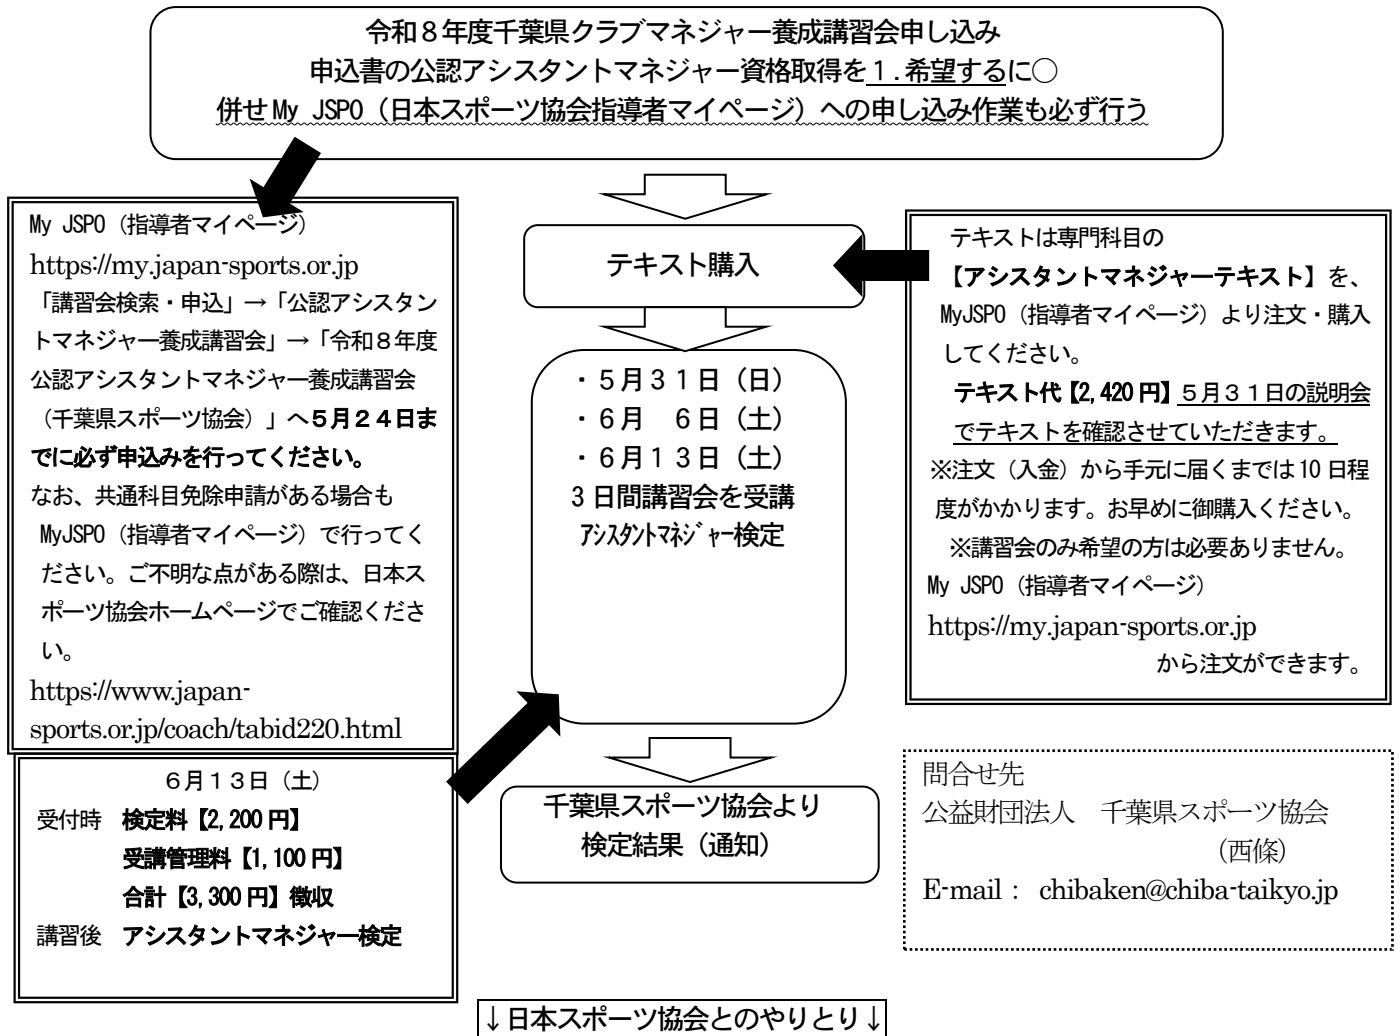 令和８年度千葉県クラブマネジャー養成講習会申し込み
申込書の公認アシスタントマネジャー資格取得を１.希望するに○
併せ My JSPO（日本スポーツ協会指導者マイページ）への申し込み作業も必ず行う
My JSPO（指導者マイページ）
https://my.japan-sports.or.jp
「講習会検索・申込」→「公認アシスタン
トマネジャー養成講習会」→「令和８年度
公認アシスタントマネジャー養成講習会
（千葉県スポーツ協会）」へ５月２４日ま
でに必ず申込みを行ってください。
なお、共通科目免除申請がある場合も
MyJSPO（指導者マイページ）で行ってく
ださい。ご不明な点がある際は、日本ス
ポーツ協会ホームページでご確認くださ
い。
https://www.japan-
sports.or.jp/coach/tabid220.html
テキスト購入
・５月３１日（日）
・６月　６日（土）
・６月１３日（土）
３日間講習会を受講
ｱｼｽﾀﾝﾄﾏﾈｼﾞｬｰ検定
テキストは専門科目の
【アシスタントマネジャーテキスト】を、
MyJSPO（指導者マイページ）より注文・購入
してください。
テキスト代【2,420 円】５月３１日の説明会
でテキストを確認させていただきます。
※注文（入金）から手元に届くまでは 10 日程
度がかかります。お早めに御購入ください。
※講習会のみ希望の方は必要ありません。
My JSPO（指導者マイページ）
https://my.japan-sports.or.jp
から注文ができます。
６月１３日（土）
受付時　検定料【2,200 円】
受講管理料【1,100 円】
合計【3,300 円】徴収
講習後　アシスタントマネジャー検定
千葉県スポーツ協会より
検定結果（通知）
問合せ先
公益財団法人　千葉県スポーツ協会
（西條）
E-mail： chibaken@chiba-taikyo.jp
↓日本スポーツ協会とのやりとり↓